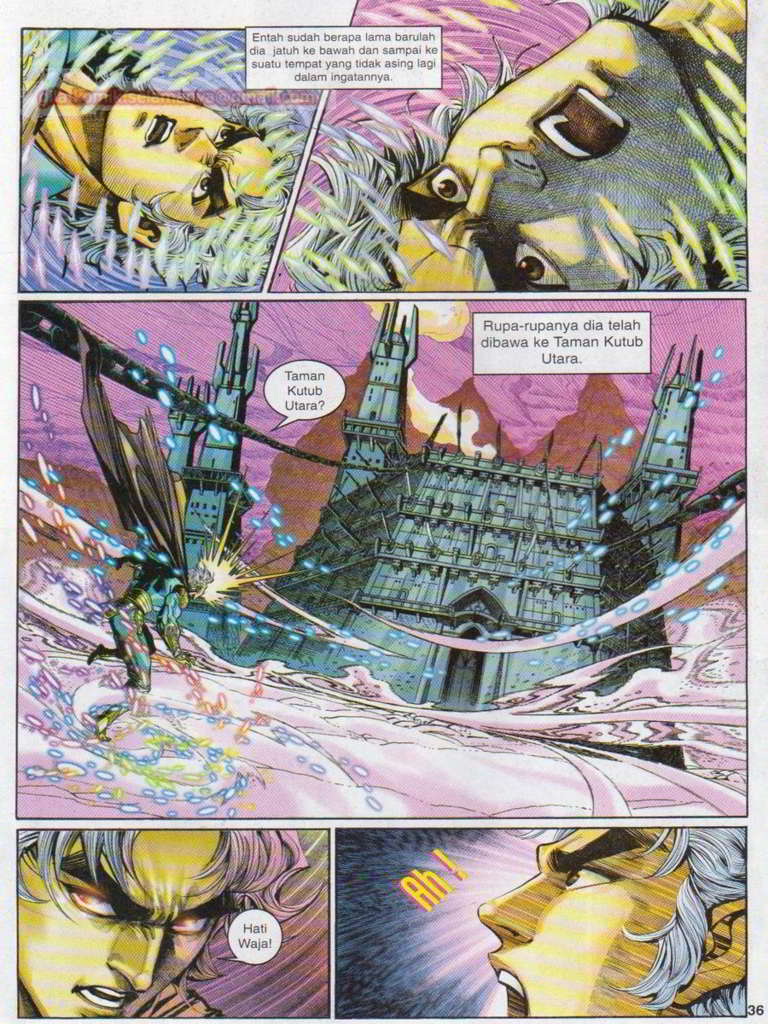 Entah sudah berapa lama barulah
dia jatuh ke bawah dan sampai ke
suatu tempat yang tidak asing lagi
dalam ingatannya.
Rupa-rupanya dia telah
dibawa ke Taman Kutub
Utara.
Taman
Kutub
Utara?
Hati
Waja!
Ah!
36